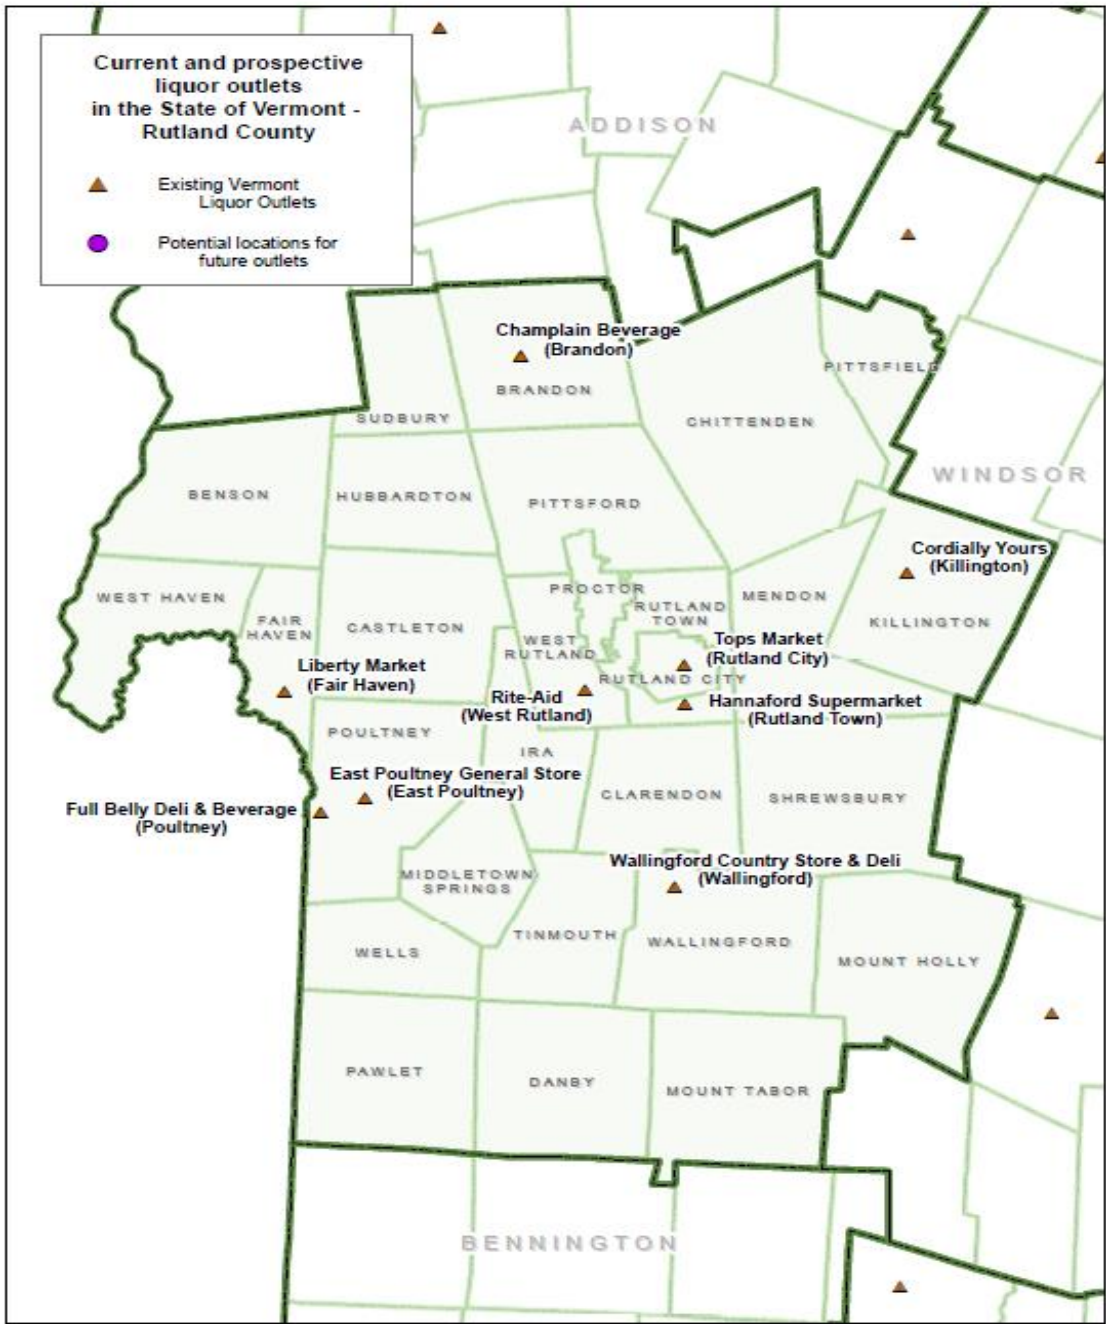 Current and prospective
liquor outlets
in the State of Vermont -
Rutland County
Existing Vermont
Liquor Outlets
Potential locations for
future outlets
ADDISON
Champlain Beverage
(Brandon)
PITTSFIELD
BRANDON
SUDBURY
CHITTENDEN
WINDSOR
BENSON
HUBBARDTON
PITTSFORD
Cordially Yours
(Killington)
WEST HAVEN
PROCTOR
MENDON
RUTLAND
TOWN
FAIR
HAVEN
CASTLETON
KILLINGTON
WEST
RUTLAND
Tops Market
(Rutland City)
Liberty Market
(Fair Haven)
RUTLAND CITY
Rite-Aid
(West Rutland)
Hannaford Supermarket
(Rutland Town)
POULTNEY
IRA
East Poultney General Store
(East Poultney)
CLARENDON
SHREWSBURY
Full Belly Deli & Beverage
(Poultney)
Wallingford Country Store & Deli
(Wallingford)
MIDDLETOWN
SPRINGS
TINMOUTH
WALLINGFORD
WELLS
MOUNT HOLLY
PAWLET
DANBY
MOUNT TABOR
BENNINGTON